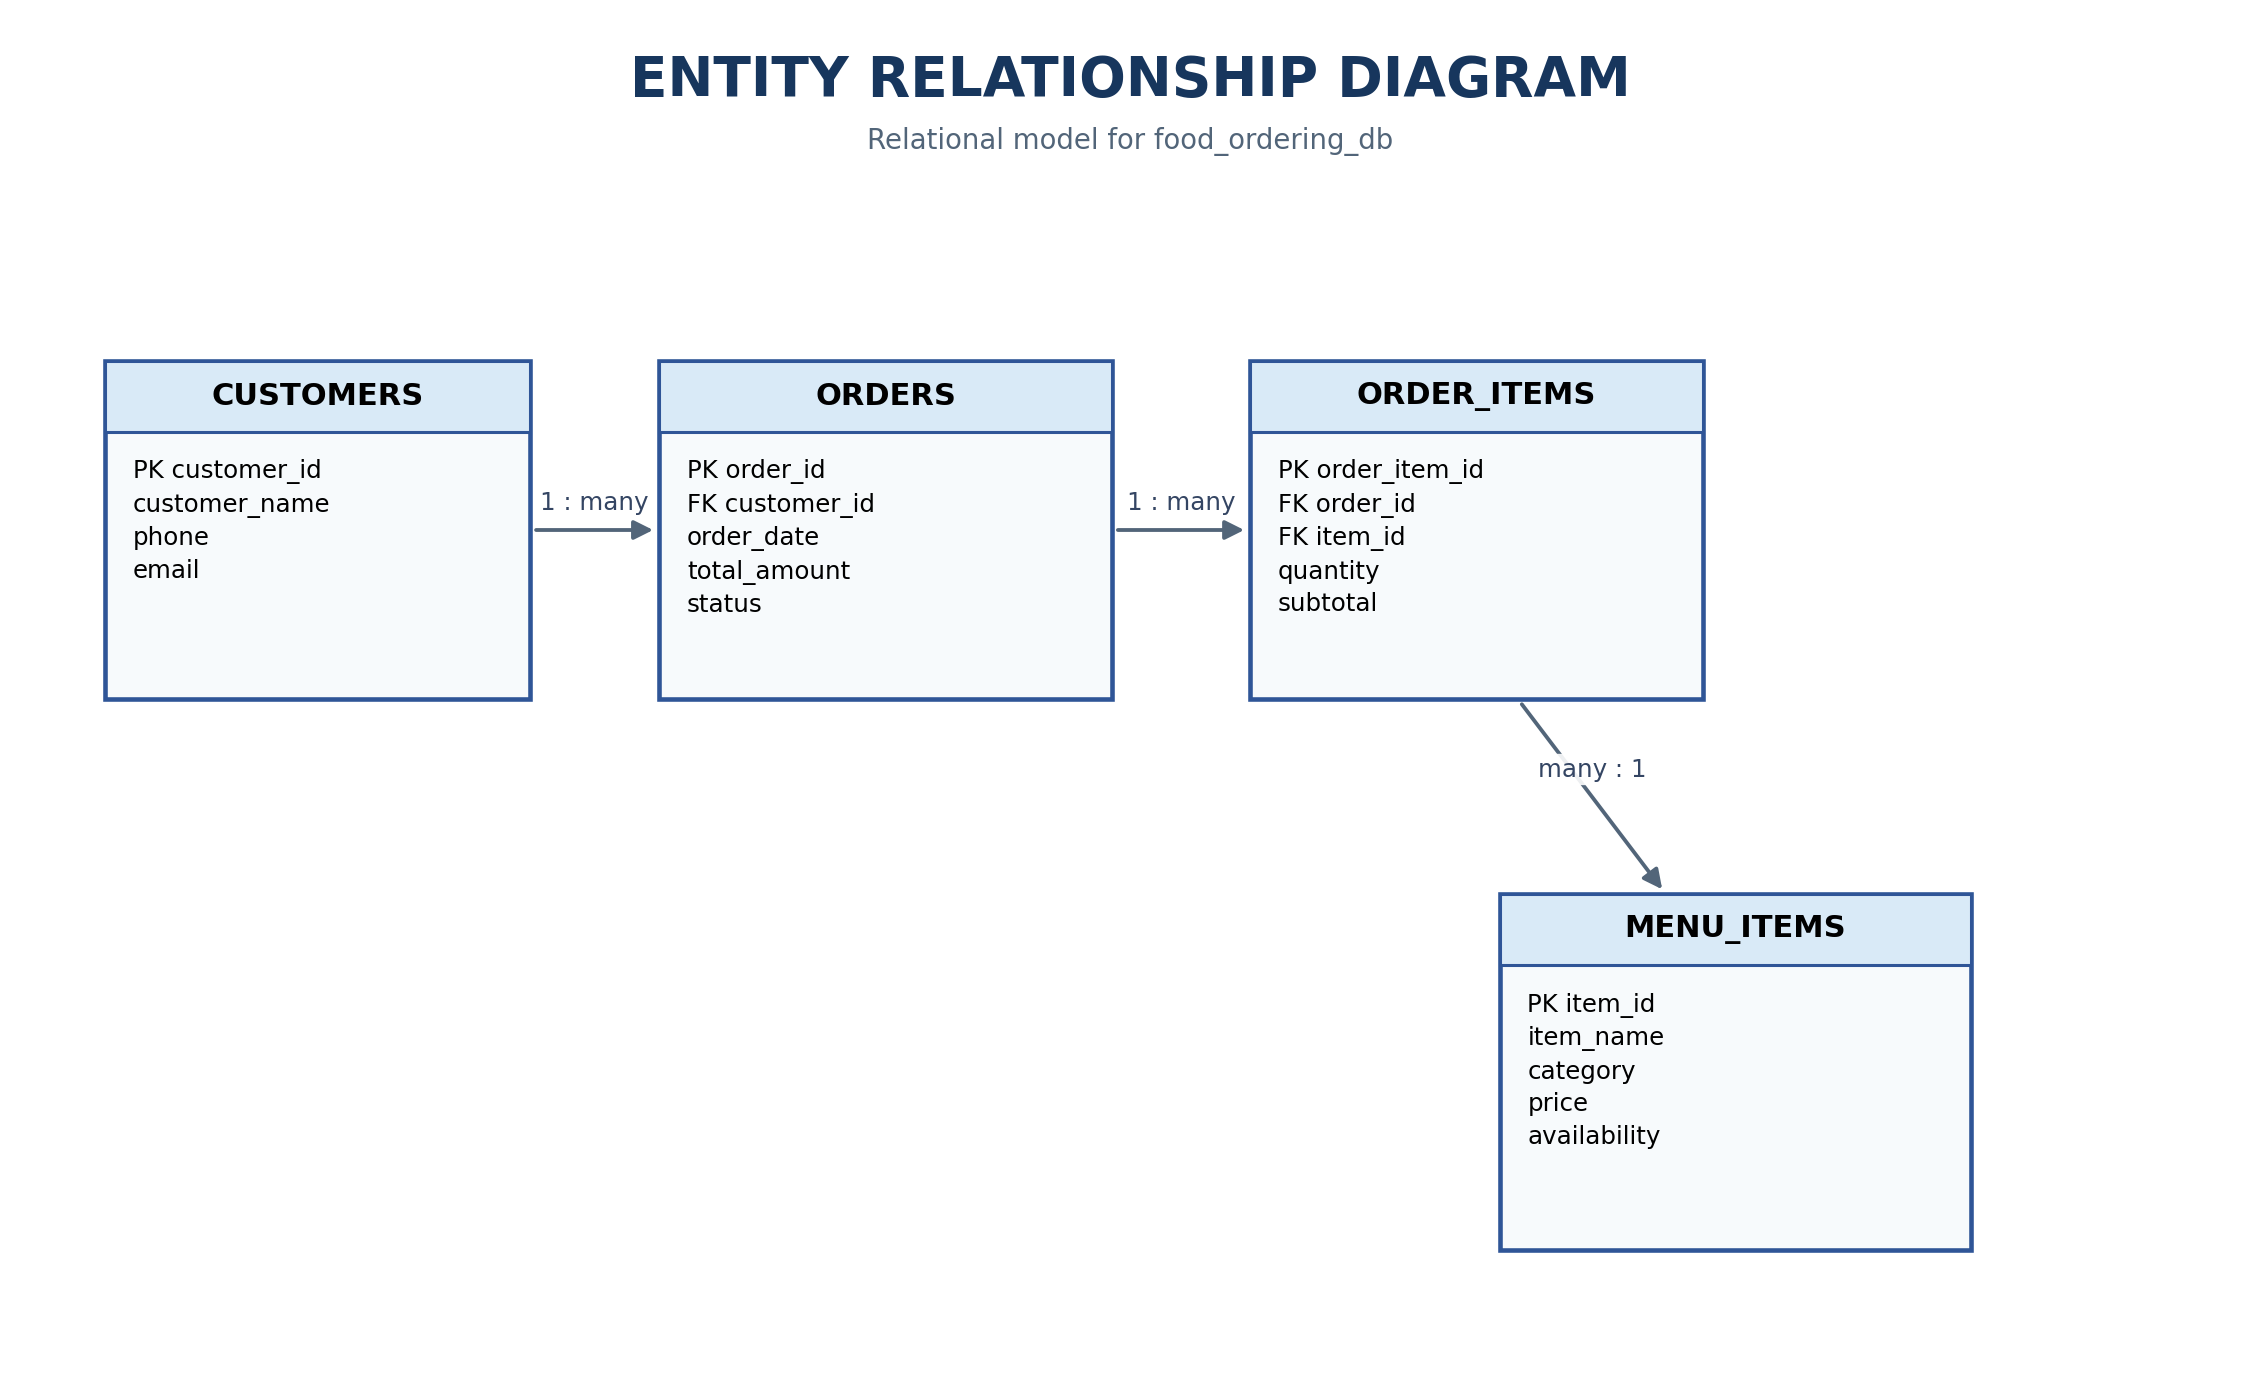 ENTITY RELATIONSHIP DIAGRAM
Relational model for food_ordering_db
CUSTOMERS
PK customer_id
customer_name
phone
email
1 : many
ORDERS
PK order_id
FK customer_id
order_date
total_amount
status
1 : many
ORDER_ITEMS
PK order_item_id
FK order_id
FK item_id
quantity
subtotal
many : 1
MENU_ITEMS
PK item_id
item_name
category
price
availability